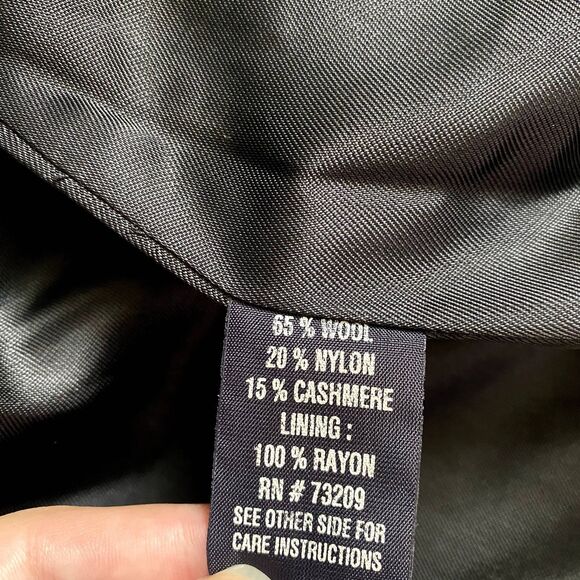 65 % WOOL
20 % NYLON
15 % CASHMERE
LINING :
100 % RAYON
RN # 73209
SEE OTHER SIDE FOR
CARE INSTRUCTIONS